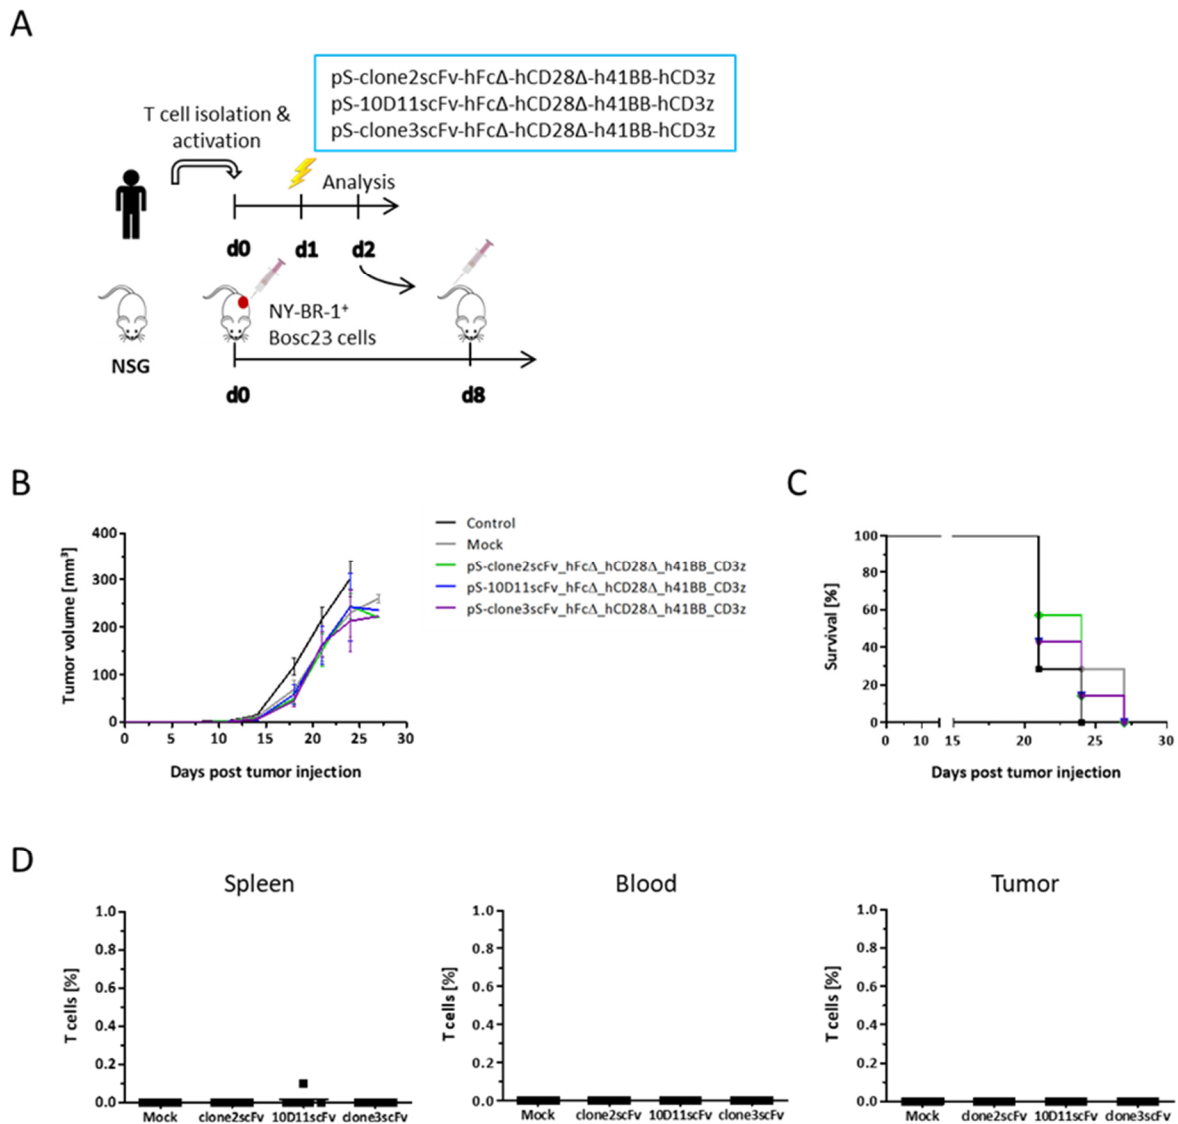 A
pS-clone2scFv-hFcΔ-hCD28Δ-h41BB-hCD3z
pS-10D11scFv-hFcΔ-hCD28Δ-h41BB-hCD3z
pS-clone3scFv-hFcΔ-hCD28Δ-h41BB-hCD3z
T cell isolation &
activation
Analysis
d0 d1 d2
NY-BR-1⁺
Bosc23 cells
NSG
d0 d8
B
Tumor volume [mm³]
400
300
200
100
0
0 5 10 15 20 25 30
Days post tumor injection
Control
Mock
pS-clone2scFv_hFcΔ_hCD28Δ_h41BB_CD3z
pS-10D11scFv_hFcΔ_hCD28Δ_h41BB_CD3z
pS-clone3scFv_hFcΔ_hCD28Δ_h41BB_CD3z
C
Survival [%]
100
80
60
40
20
0
0 10 15 20 25 30
Days post tumor injection
D
Spleen
T cells [%]
1.0
0.8
0.6
0.4
0.2
0.0
Mock clone2scFv 10D11scFv clone3scFv
Blood
T cells [%]
1.0
0.8
0.6
0.4
0.2
0.0
Mock clone2scFv 10D11scFv clone3scFv
Tumor
T cells [%]
1.0
0.8
0.6
0.4
0.2
0.0
Mock clone2scFv 10D11scFv clone3scFv